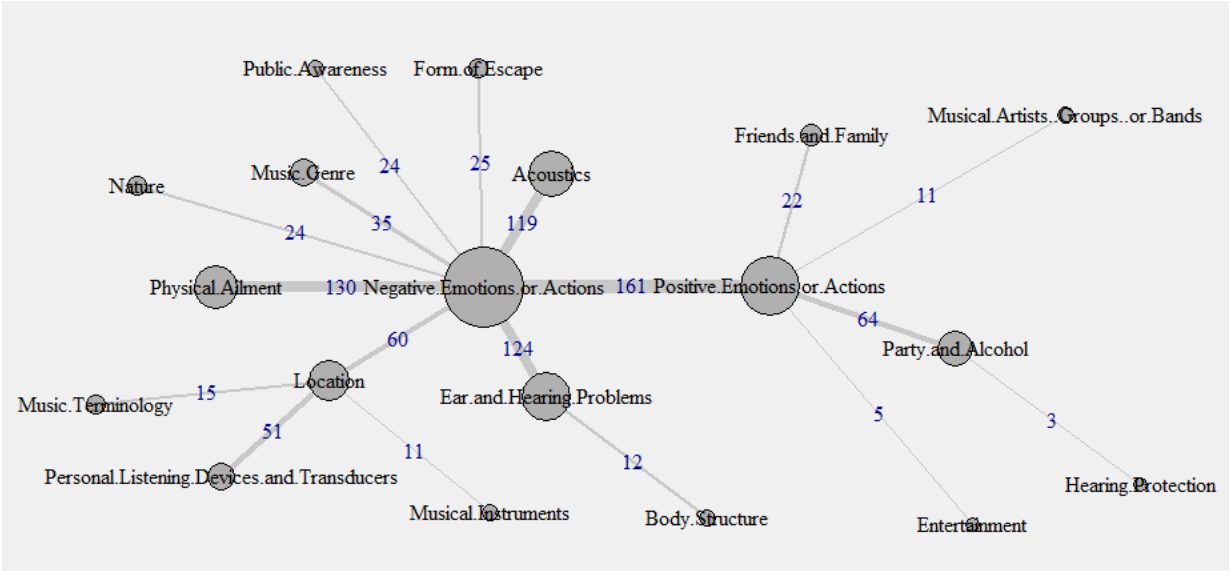 Public.Awareness
Form.of.Escape
Musical.Artists..Groups..or.Bands
Friends.and.Family
24
25
Music.Genre
Acoustics
Nature
11
22
35
119
24
Physical.Ailment
130
Negative.Emotions.or.Actions
161
Positive.Emotions.or.Actions
64
60
124
Party.and.Alcohol
Location
15
Ear.and.Hearing.Problems
Music.Terminology
5
3
51
11
12
Personal.Listening.Devices.and.Transducers
Hearing.Protection
Musical.Instruments
Body.Structure
Entertainment